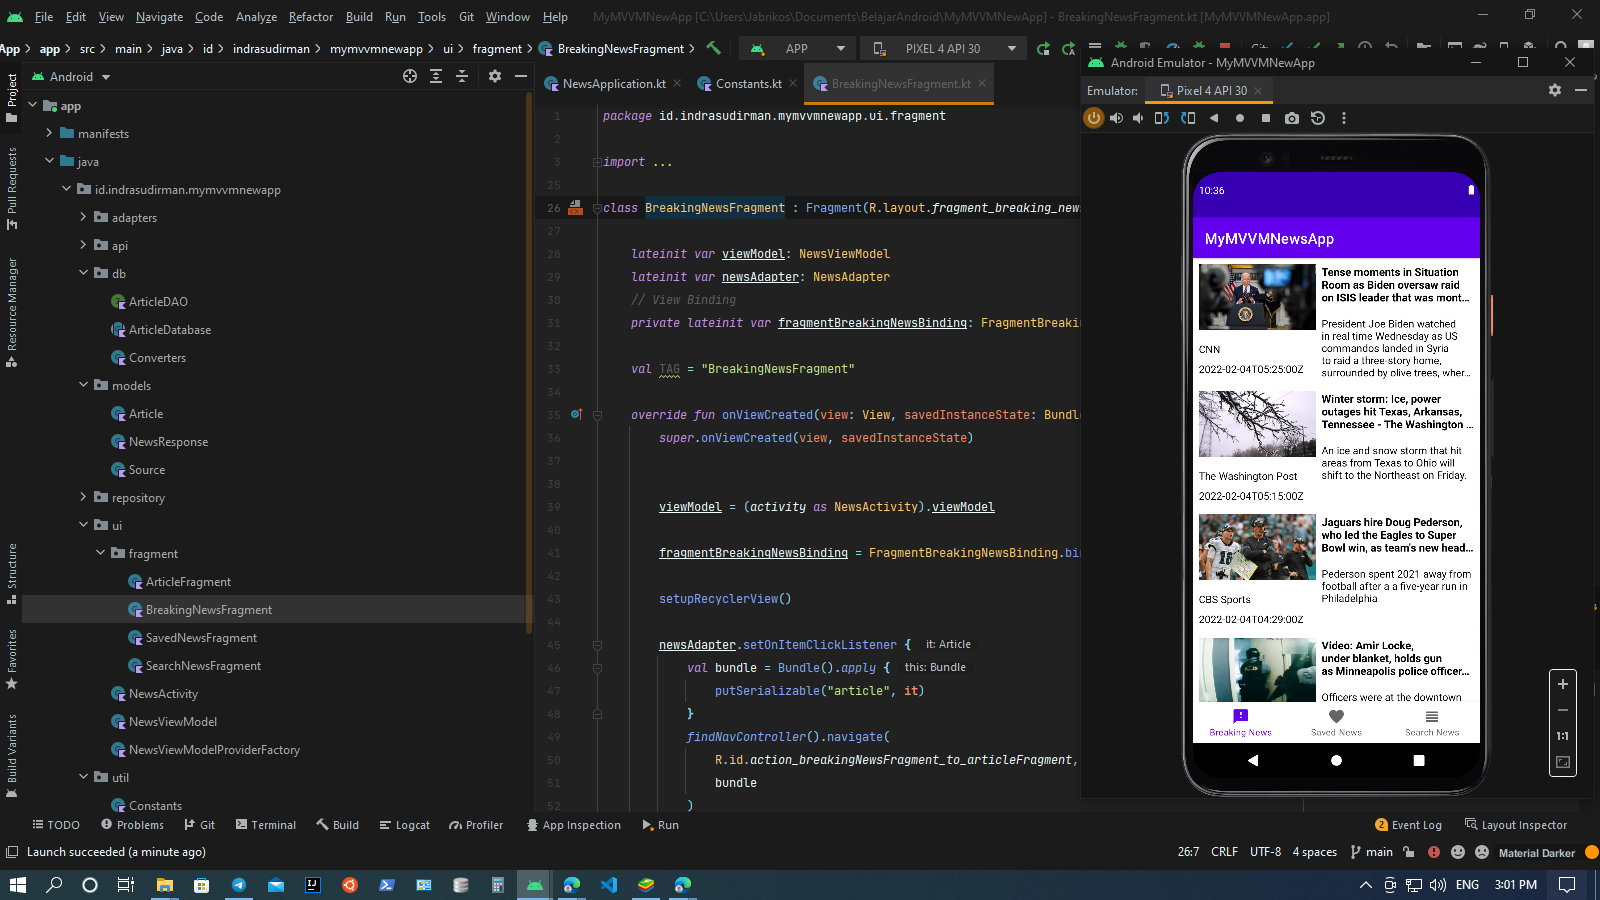 File Edit View Navigate Code Analyze Refactor Build Run Tools Git Window Help
MyMVVMNewApp [C:\Users\Jabrikos\Documents\BelajarAndroid\MyMVVMNewApp] - BreakingNewsFragment.kt [MyMVVMNewApp.app]
App app src main java id indrasudirman mymvvmnewapp ui fragment BreakingNewsFragment
APP
PIXEL 4 API 30
Git:
Android
NewsApplication.kt
Constants.kt
BreakingNewsFragment.kt
Project
Pull Requests
Resource Manager
Structure
Favorites
Build Variants
app
manifests
java
id.indrasudirman.mymvvmnewapp
adapters
api
db
ArticleDAO
ArticleDatabase
Converters
models
Article
NewsResponse
Source
repository
ui
fragment
ArticleFragment
BreakingNewsFragment
SavedNewsFragment
SearchNewsFragment
NewsActivity
NewsViewModel
NewsViewModelProviderFactory
util
Constants
1 package id.indrasudirman.mymvvmnewapp.ui.fragment
2
3 import ...
25
26 class BreakingNewsFragment : Fragment(R.layout.fragment_breaking_news
27
28 lateinit var viewModel: NewsViewModel
29 lateinit var newsAdapter: NewsAdapter
30 // View Binding
31 private lateinit var fragmentBreakingNewsBinding: FragmentBreakin
32
33 val TAG = "BreakingNewsFragment"
34
35 override fun onViewCreated(view: View, savedInstanceState: Bundle
36 super.onViewCreated(view, savedInstanceState)
37
38
39 viewModel = (activity as NewsActivity).viewModel
40
41 fragmentBreakingNewsBinding = FragmentBreakingNewsBinding.bin
42
43 setupRecyclerView()
44
45 newsAdapter.setOnItemClickListener { it: Article
46 val bundle = Bundle().apply { this: Bundle
47 putSerializable("article", it)
48 }
49 findNavController().navigate(
50 R.id.action_breakingNewsFragment_to_articleFragment,
51 bundle
52 )
Android Emulator - MyMVVMNewApp
Emulator: Pixel 4 API 30
10:36
MyMVVMNewsApp
Tense moments in Situation
Room as Biden oversaw raid
on ISIS leader that was mont...
President Joe Biden watched
in real time Wednesday as US
commandos landed in Syria
to raid a three-story home,
surrounded by olive trees, wher...
CNN
2022-02-04T05:25:00Z
Winter storm: Ice, power
outages hit Texas, Arkansas,
Tennessee - The Washington ...
An ice and snow storm that hit
areas from Texas to Ohio will
shift to the Northeast on Friday.
The Washington Post
2022-02-04T05:15:00Z
Jaguars hire Doug Pederson,
who led the Eagles to Super
Bowl win, as team's new head...
Pederson spent 2021 away from
football after a a five-year run in
Philadelphia
CBS Sports
2022-02-04T04:29:00Z
Video: Amir Locke,
under blanket, holds gun
as Minneapolis police officer...
Officers were at the downtown
Breaking News Saved News Search News
1:1
TODO Problems Git Terminal Build Logcat Profiler App Inspection Run
2 Event Log Layout Inspector
Launch succeeded (a minute ago)
26:7 CRLF UTF-8 4 spaces main Material Darker
ENG 3:01 PM